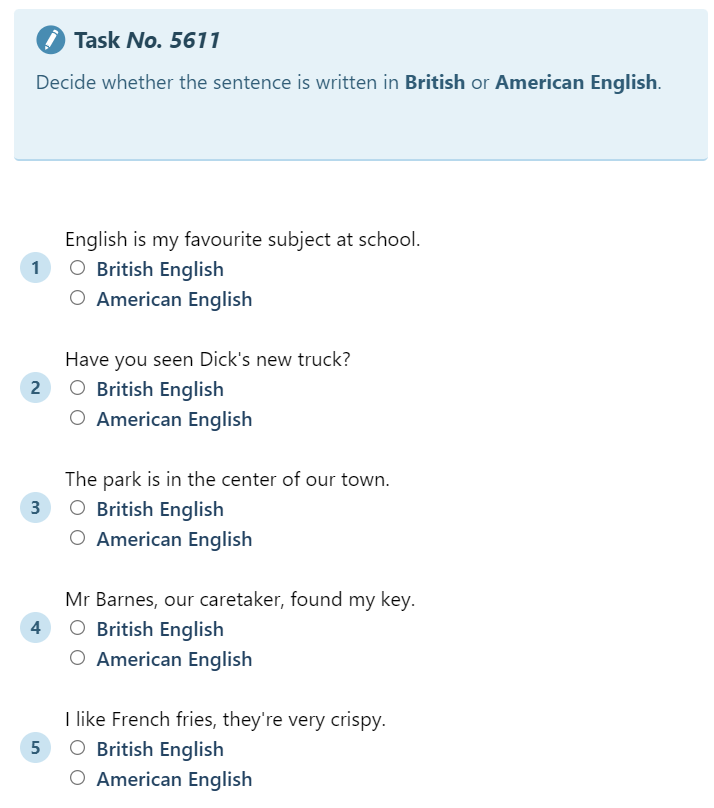 Task No. 5611
Decide whether the sentence is written in British or American English.
English is my favourite subject at school.
1
British English
American English
Have you seen Dick's new truck?
2
British English
American English
The park is in the center of our town.
3
British English
American English
Mr Barnes, our caretaker, found my key.
4
British English
American English
I like French fries, they're very crispy.
5
British English
American English